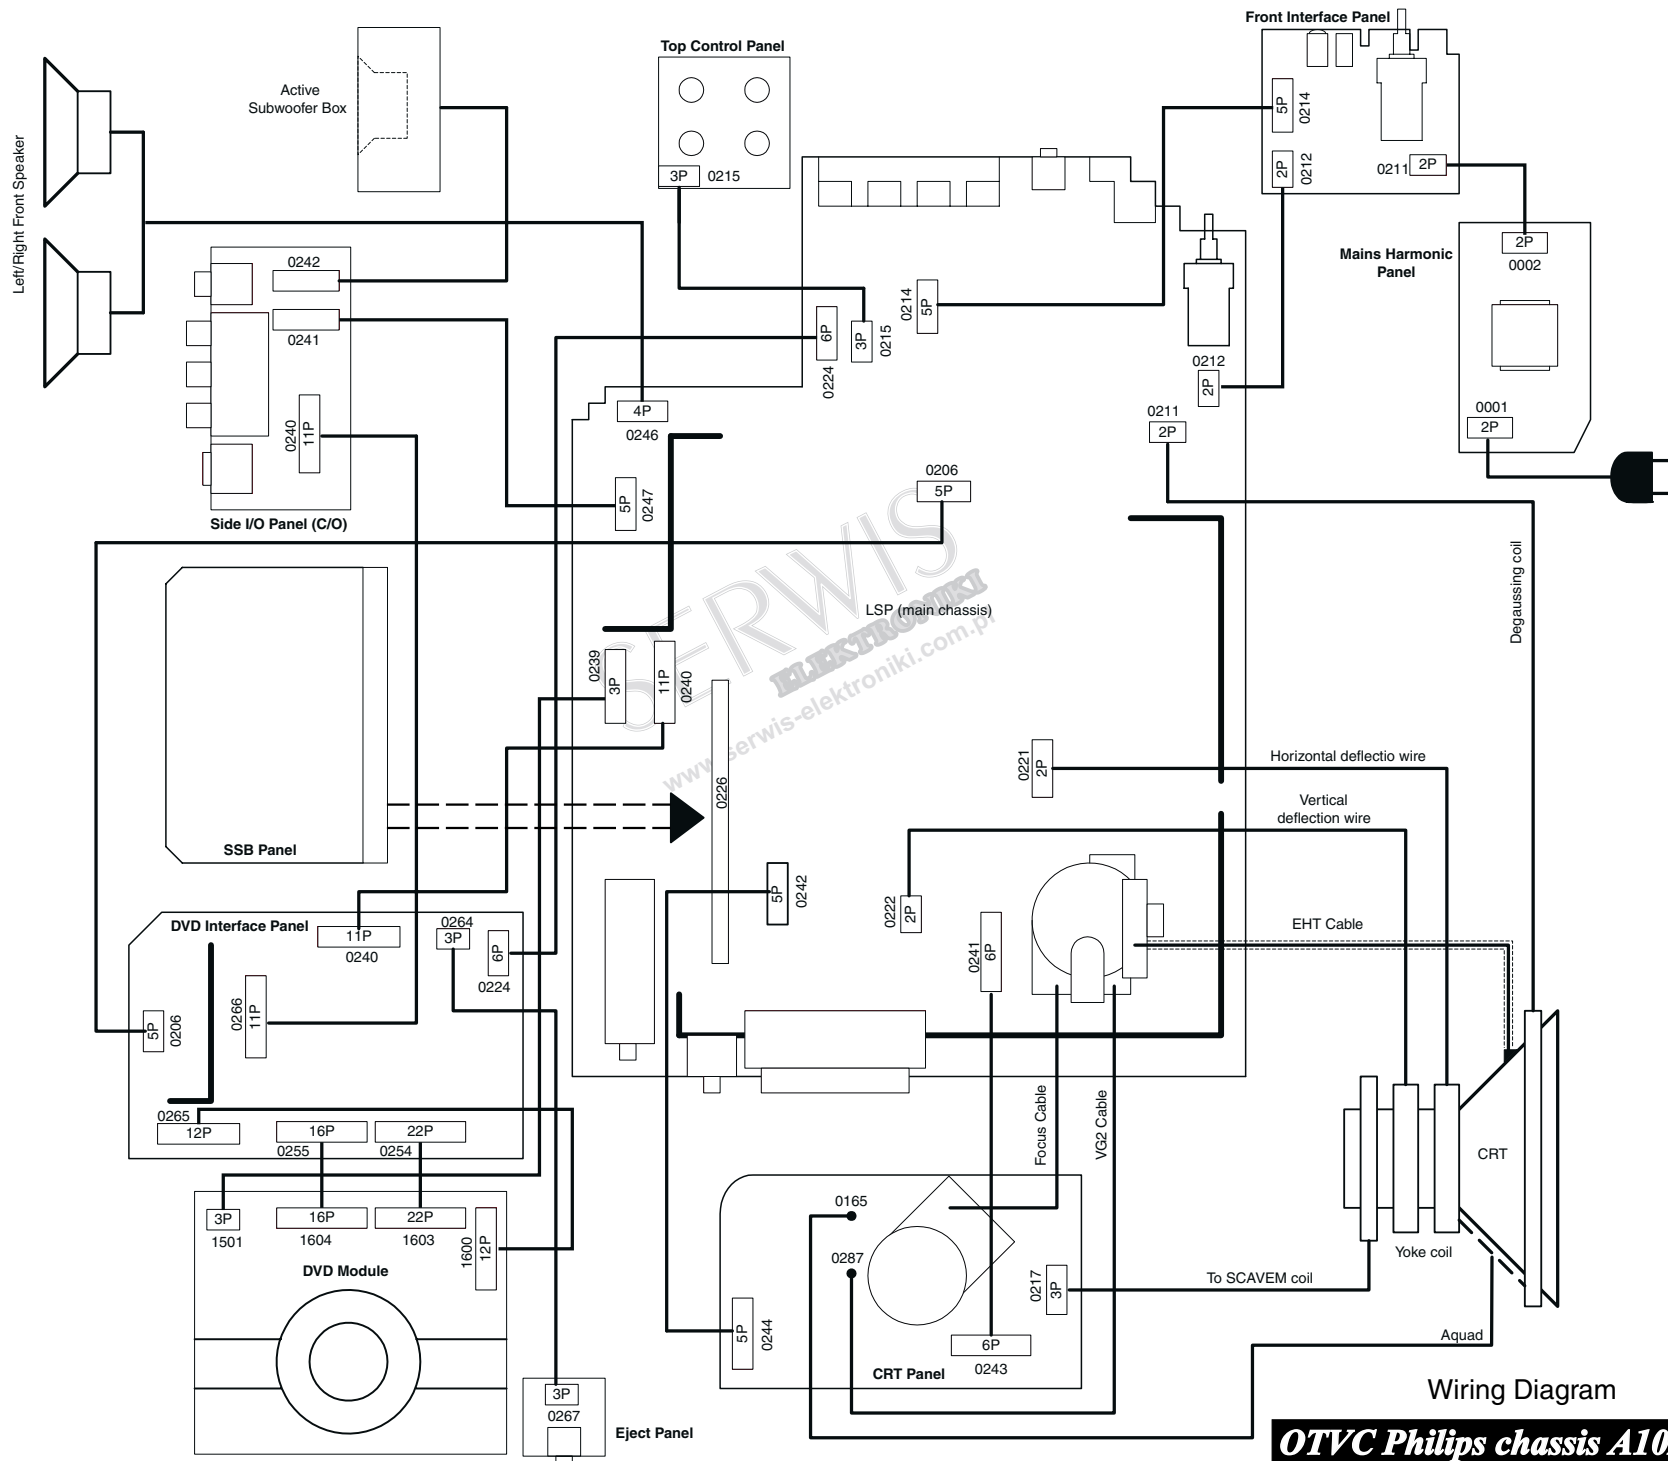 Front Interface Panel
Top Control Panel
Active
Subwoofer Box
Left/Right Front Speaker
5P
0214
2P
0212
0211
2P
3P
0215
Mains Harmonic
Panel
2P
0002
0001
2P
0242
0241
0240
11P
Side I/O Panel (C/O)
6P
0224
3P
0215
0214
5P
0212
2P
0211
2P
4P
0246
5P
0247
0206
5P
Degaussing coil
SERWIS
ELEKTRONIKI
www.serwis-elektroniki.com.pl
LSP (main chassis)
0239
3P
11P
0240
0226
0221
2P
Horizontal deflectio wire
Vertical
deflection wire
SSB Panel
5P
0242
0222
2P
0241
6P
EHT Cable
DVD Interface Panel
11P
0240
0264
3P
6P
0224
5P
0206
0266
11P
0265
12P
16P
0255
22P
0254
Focus Cable
VG2 Cable
CRT
Yoke coil
3P
1501
16P
1604
22P
1603
1600
12P
DVD Module
0165
0287
0217
3P
To SCAVEM coil
5P
0244
6P
0243
CRT Panel
Aquad
3P
0267
Eject Panel
Wiring Diagram
OTVC Philips chassis A10